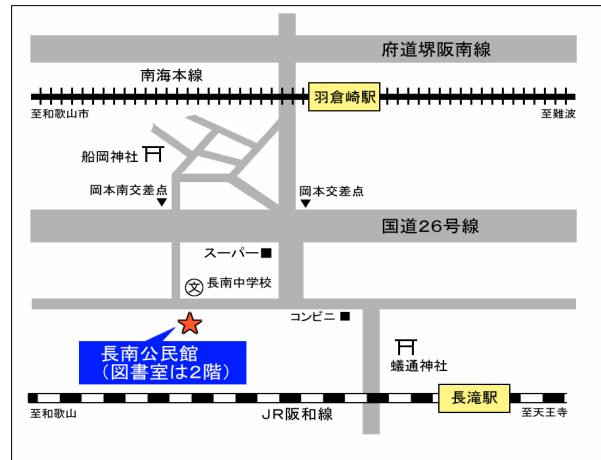 府道堺阪南線
南海本線
羽倉崎駅
至和歌山市
至難波
船岡神社
岡本南交差点
岡本交差点
国道26号線
スーパー
文
長南中学校
コンビニ
長南公民館
(図書室は2階)
蟻通神社
長滝駅
至和歌山
JR阪和線
至天王寺